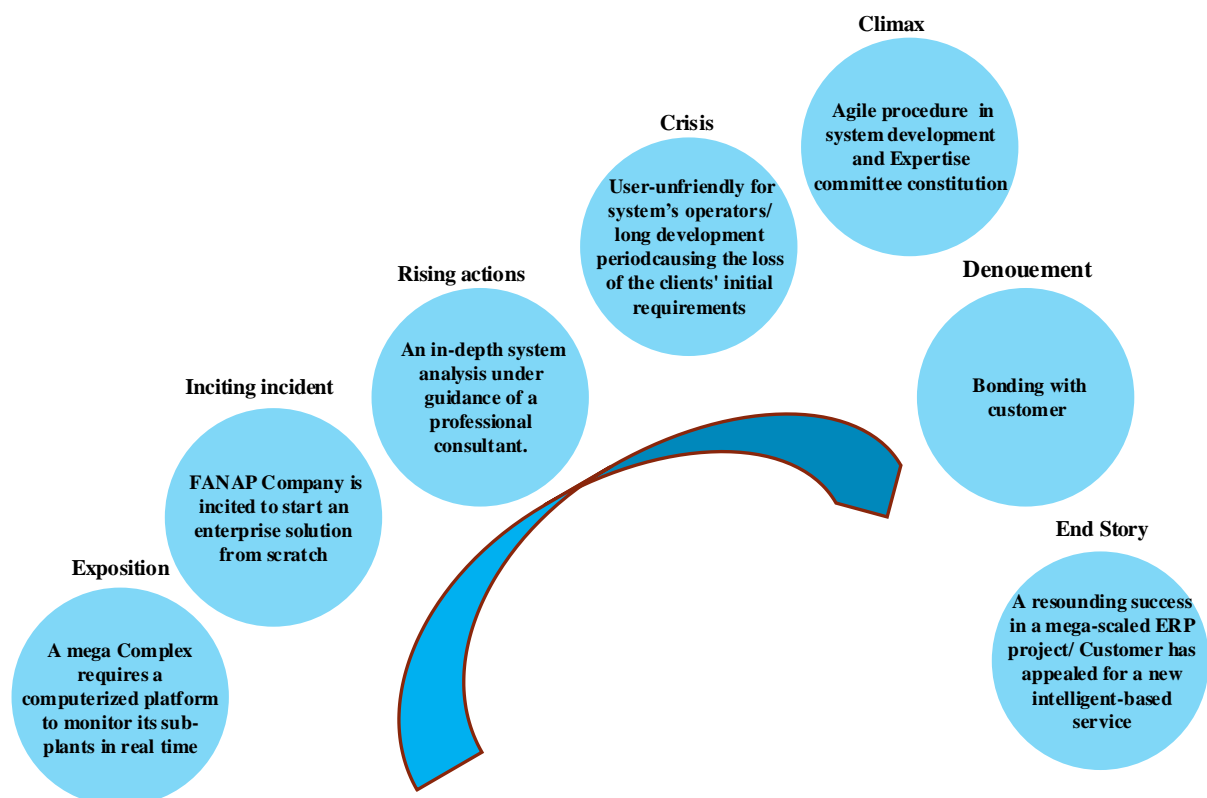 Exposition
A mega Complex
requires a
computerized platform
to monitor its sub-
plants in real time
Inciting incident
FANAP Company is
incited to start an
enterprise solution
from scratch
Rising actions
An in-depth system
analysis under
guidance of a
professional
consultant.
Crisis
User-unfriendly for
system’s operators/
long development
periodcausing the loss
of the clients' initial
requirements
Climax
Agile procedure in
system development
and Expertise
committee constitution
Denouement
Bonding with
customer
End Story
A resounding success
in a mega-scaled ERP
project/ Customer has
appealed for a new
intelligent-based
service